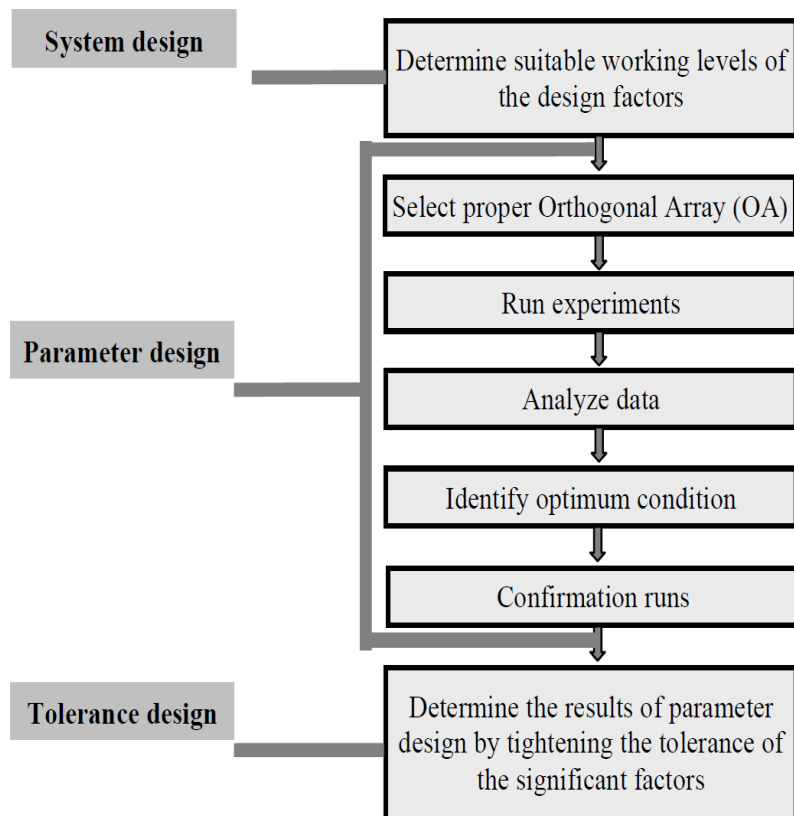 System design
Determine suitable working levels of
the design factors
Select proper Orthogonal Array (OA)
Run experiments
Parameter design
Analyze data
Identify optimum condition
Confirmation runs
Tolerance design
Determine the results of parameter
design by tightening the tolerance of
the significant factors